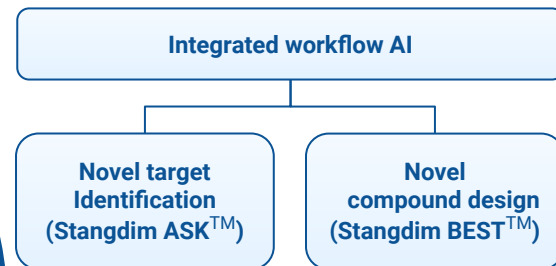 Integrated workflow AI
Novel target
Identification
(Stangdim ASK™)
Novel
compound design
(Stangdim BEST™)